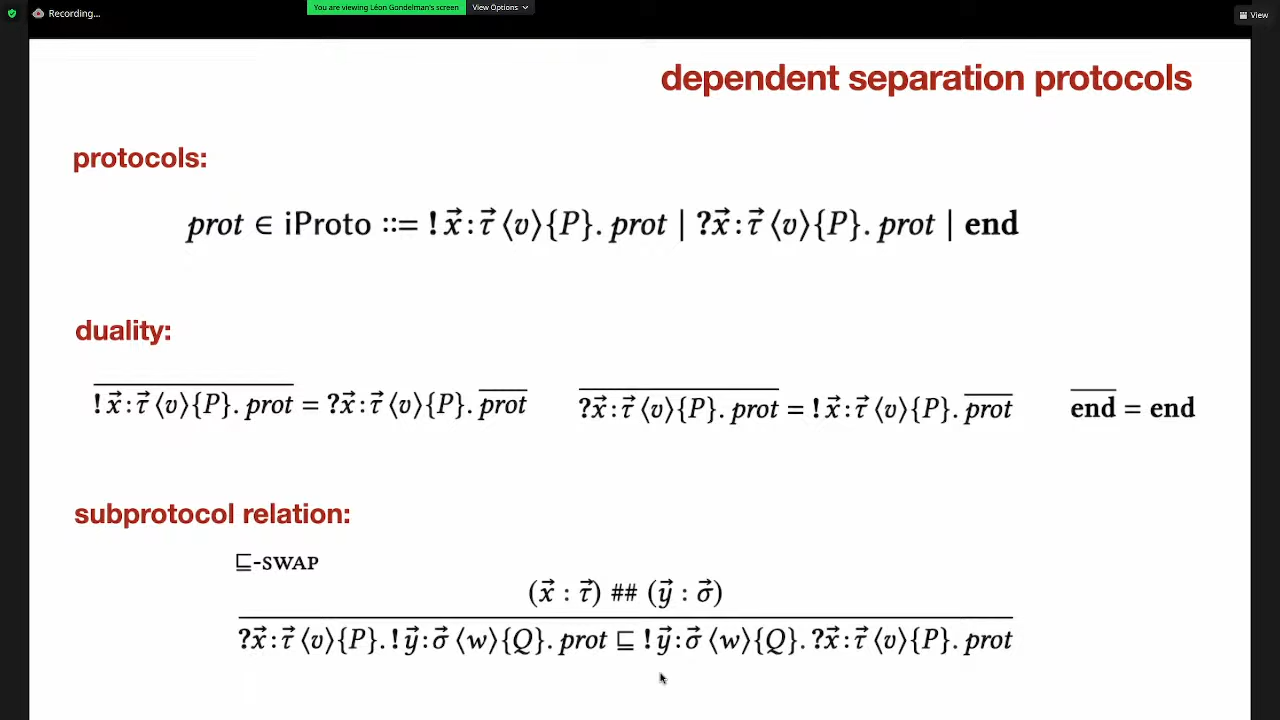 Recording...
You are viewing Léon Gondelman's screen
View Options
View
dependent separation protocols
protocols:
prot ∈ iProto ::= ! x⃗ : τ⃗ ⟨v⟩{P}. prot | ? x⃗ : τ⃗ ⟨v⟩{P}. prot | end
duality:
! x⃗ : τ⃗ ⟨v⟩{P}. prot‾ = ? x⃗ : τ⃗ ⟨v⟩{P}. prot‾ ? x⃗ : τ⃗ ⟨v⟩{P}. prot‾ = ! x⃗ : τ⃗ ⟨v⟩{P}. prot‾ end‾ = end
subprotocol relation:
⊑-SWAP
(x⃗ : τ⃗) ## (y⃗ : σ⃗)
? x⃗ : τ⃗ ⟨v⟩{P}. ! y⃗ : σ⃗ ⟨w⟩{Q}. prot ⊑ ! y⃗ : σ⃗ ⟨w⟩{Q}. ? x⃗ : τ⃗ ⟨v⟩{P}. prot